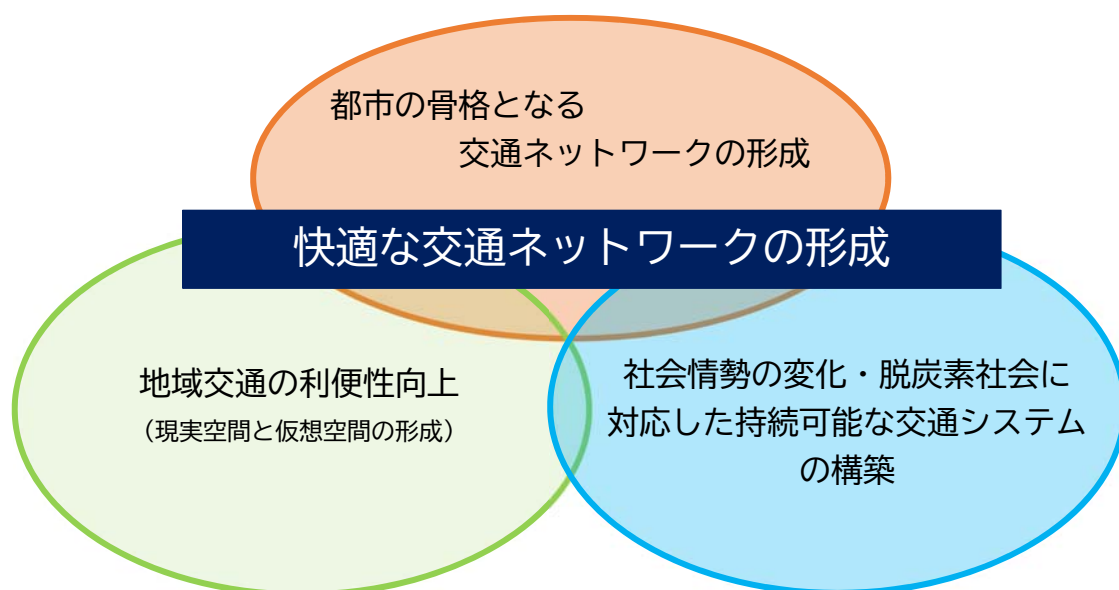 都市の骨格となる
交通ネットワークの形成
快適な交通ネットワークの形成
地域交通の利便性向上
（現実空間と仮想空間の形成）
社会情勢の変化・脱炭素社会に
対応した持続可能な交通システム
の構築